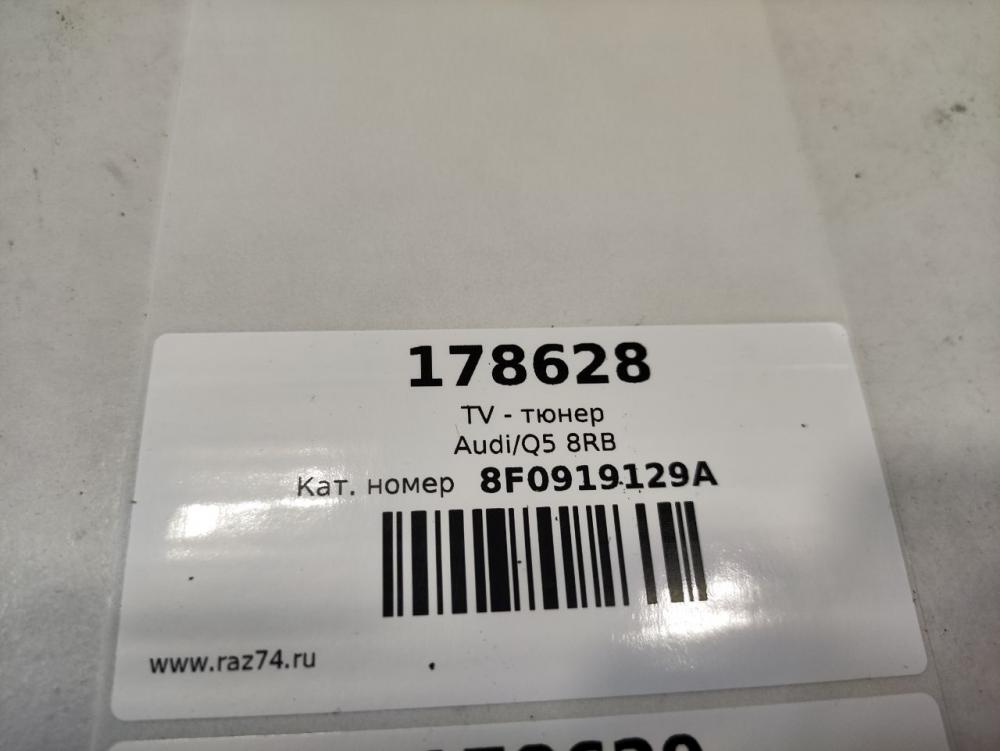 178628
TV - тюнер
Audi/Q5 8RB
Кат. номер 8F0919129A
www.raz74.ru